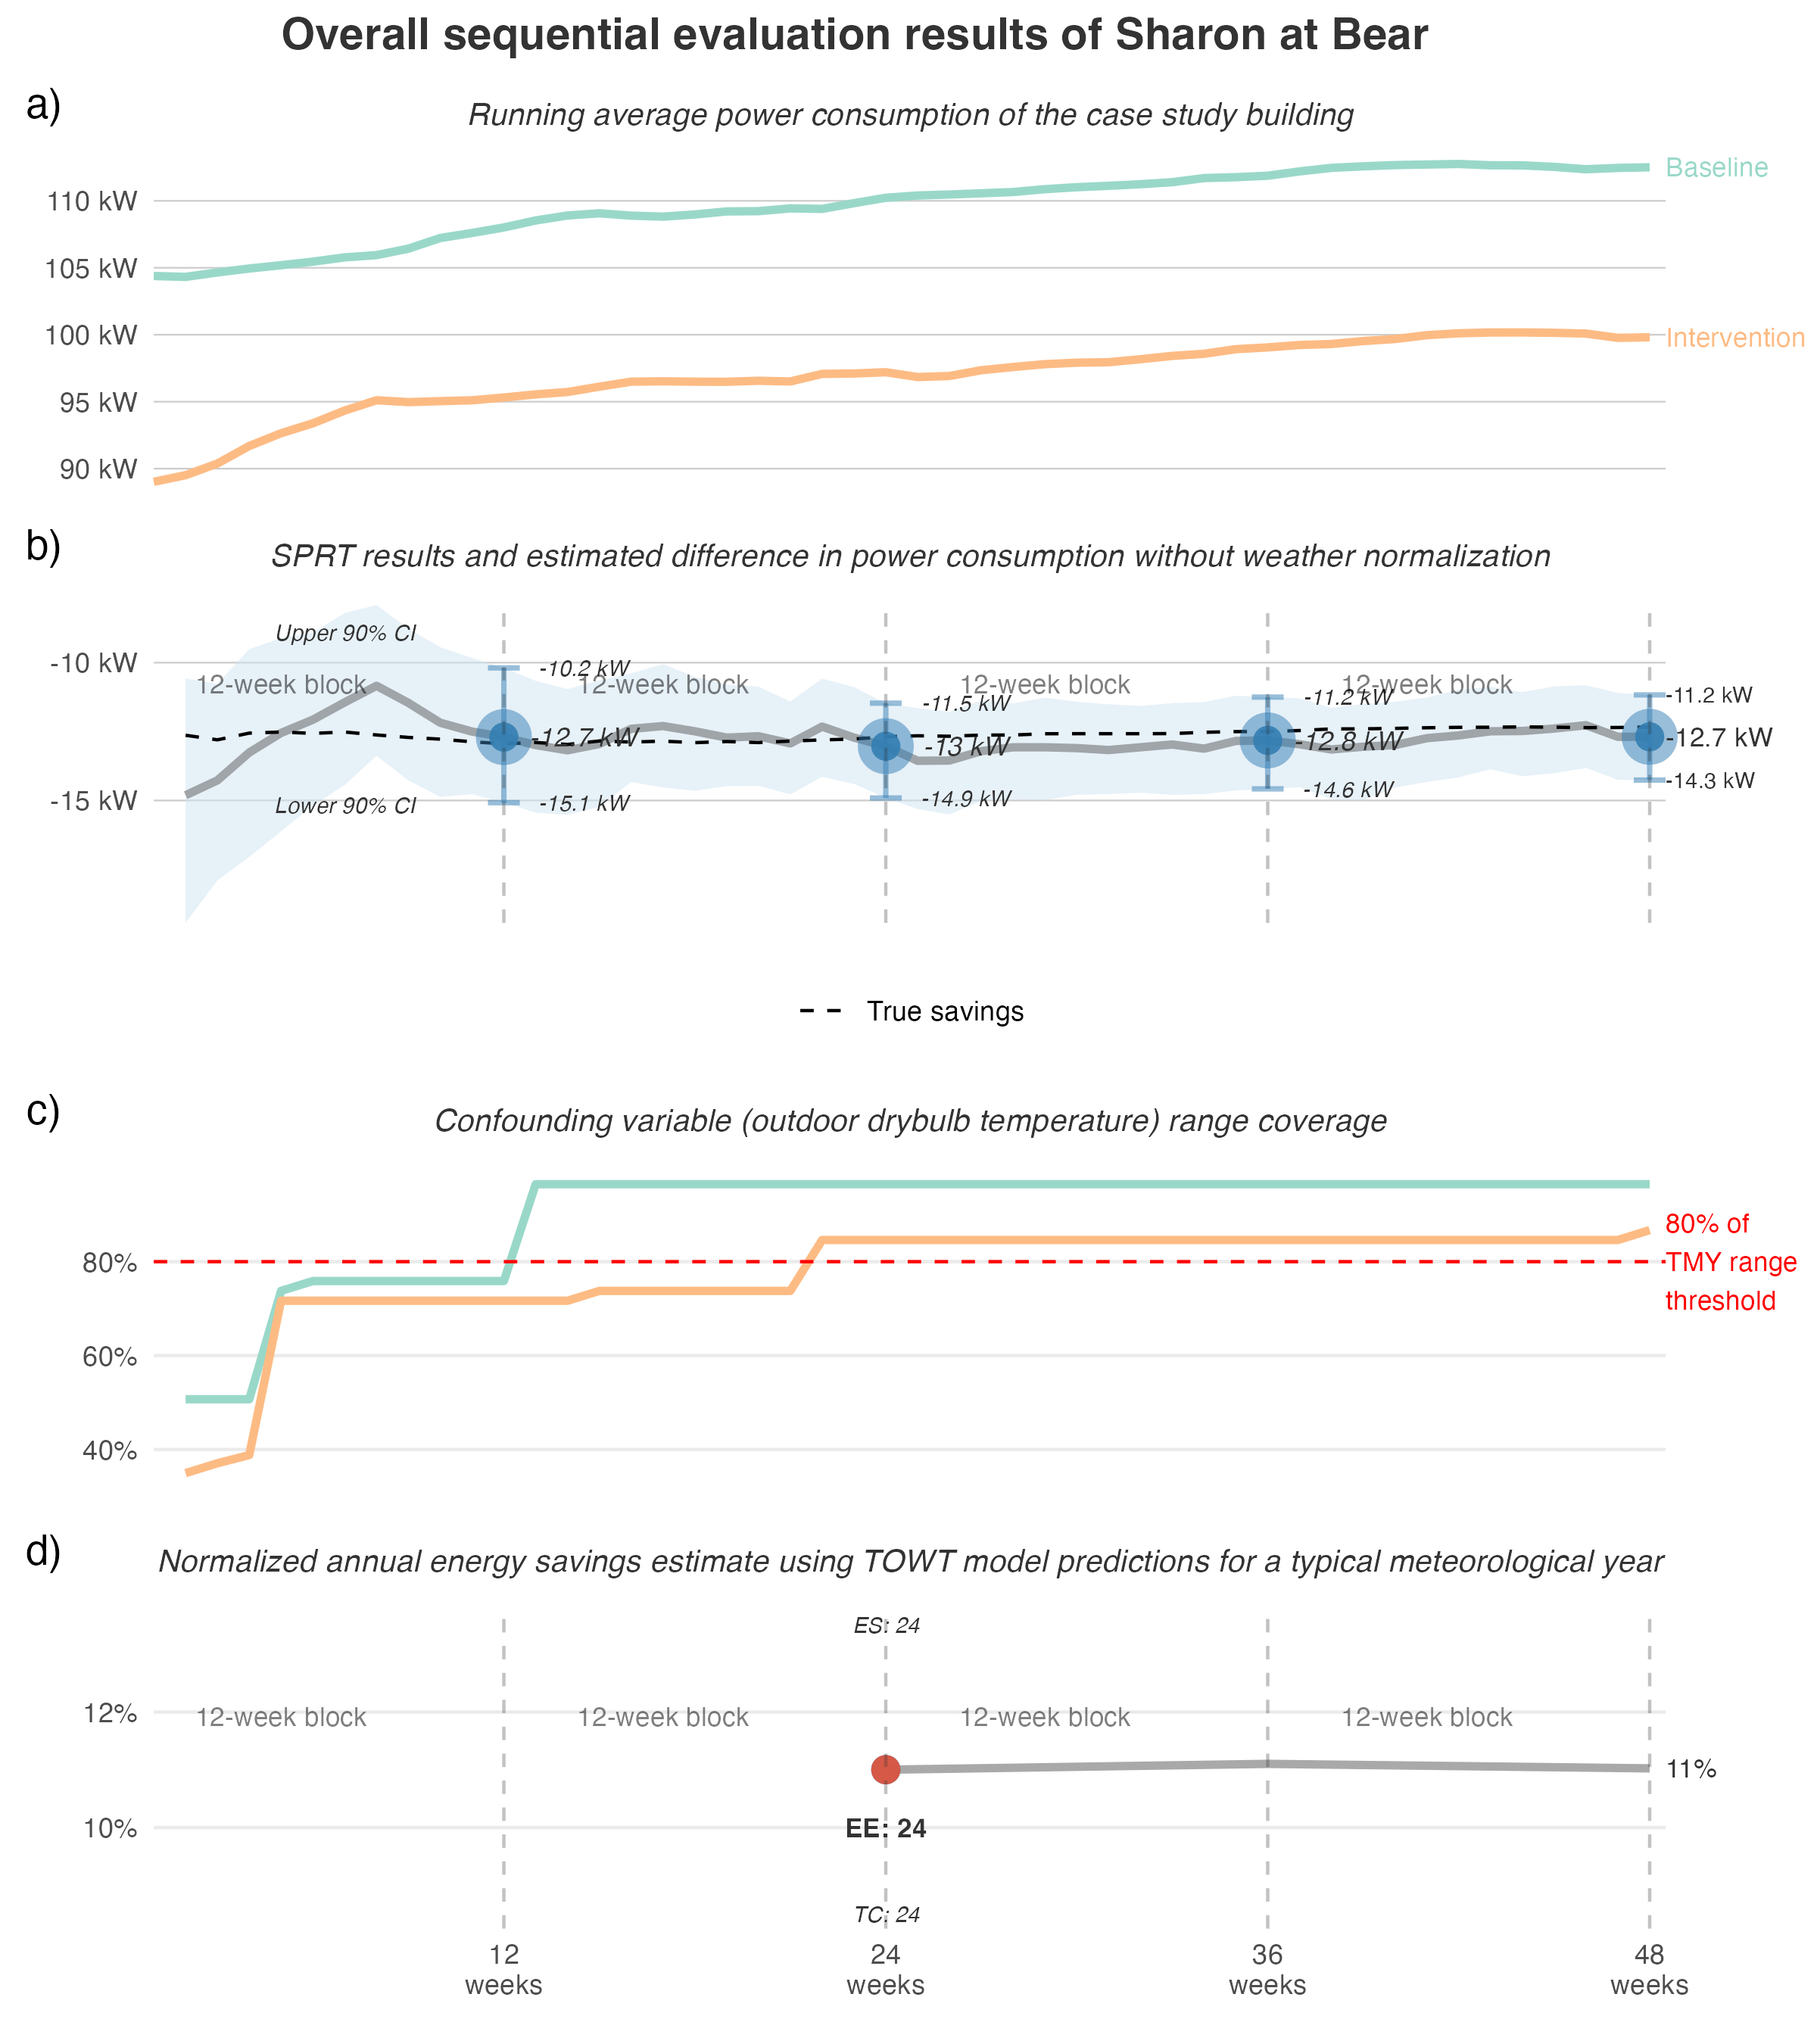 Overall sequential evaluation results of Sharon at Bear
a)
Running average power consumption of the case study building
110 kW
105 kW
100 kW
95 kW
90 kW
Baseline
Intervention
b)
SPRT results and estimated difference in power consumption without weather normalization
-10 kW
-15 kW
Upper 90% CI
Lower 90% CI
12-week block
12-week block
12-week block
12-week block
-10.2 kW
-12.7 kW
-15.1 kW
-11.5 kW
-13 kW
-14.9 kW
-11.2 kW
-12.8 kW
-14.6 kW
-11.2 kW
-12.7 kW
-14.3 kW
True savings
c)
Confounding variable (outdoor drybulb temperature) range coverage
80%
60%
40%
80% of
TMY range
threshold
d)
Normalized annual energy savings estimate using TOWT model predictions for a typical meteorological year
ES: 24
12%
10%
12-week block
12-week block
12-week block
12-week block
11%
EE: 24
TC: 24
12
weeks
24
weeks
36
weeks
48
weeks